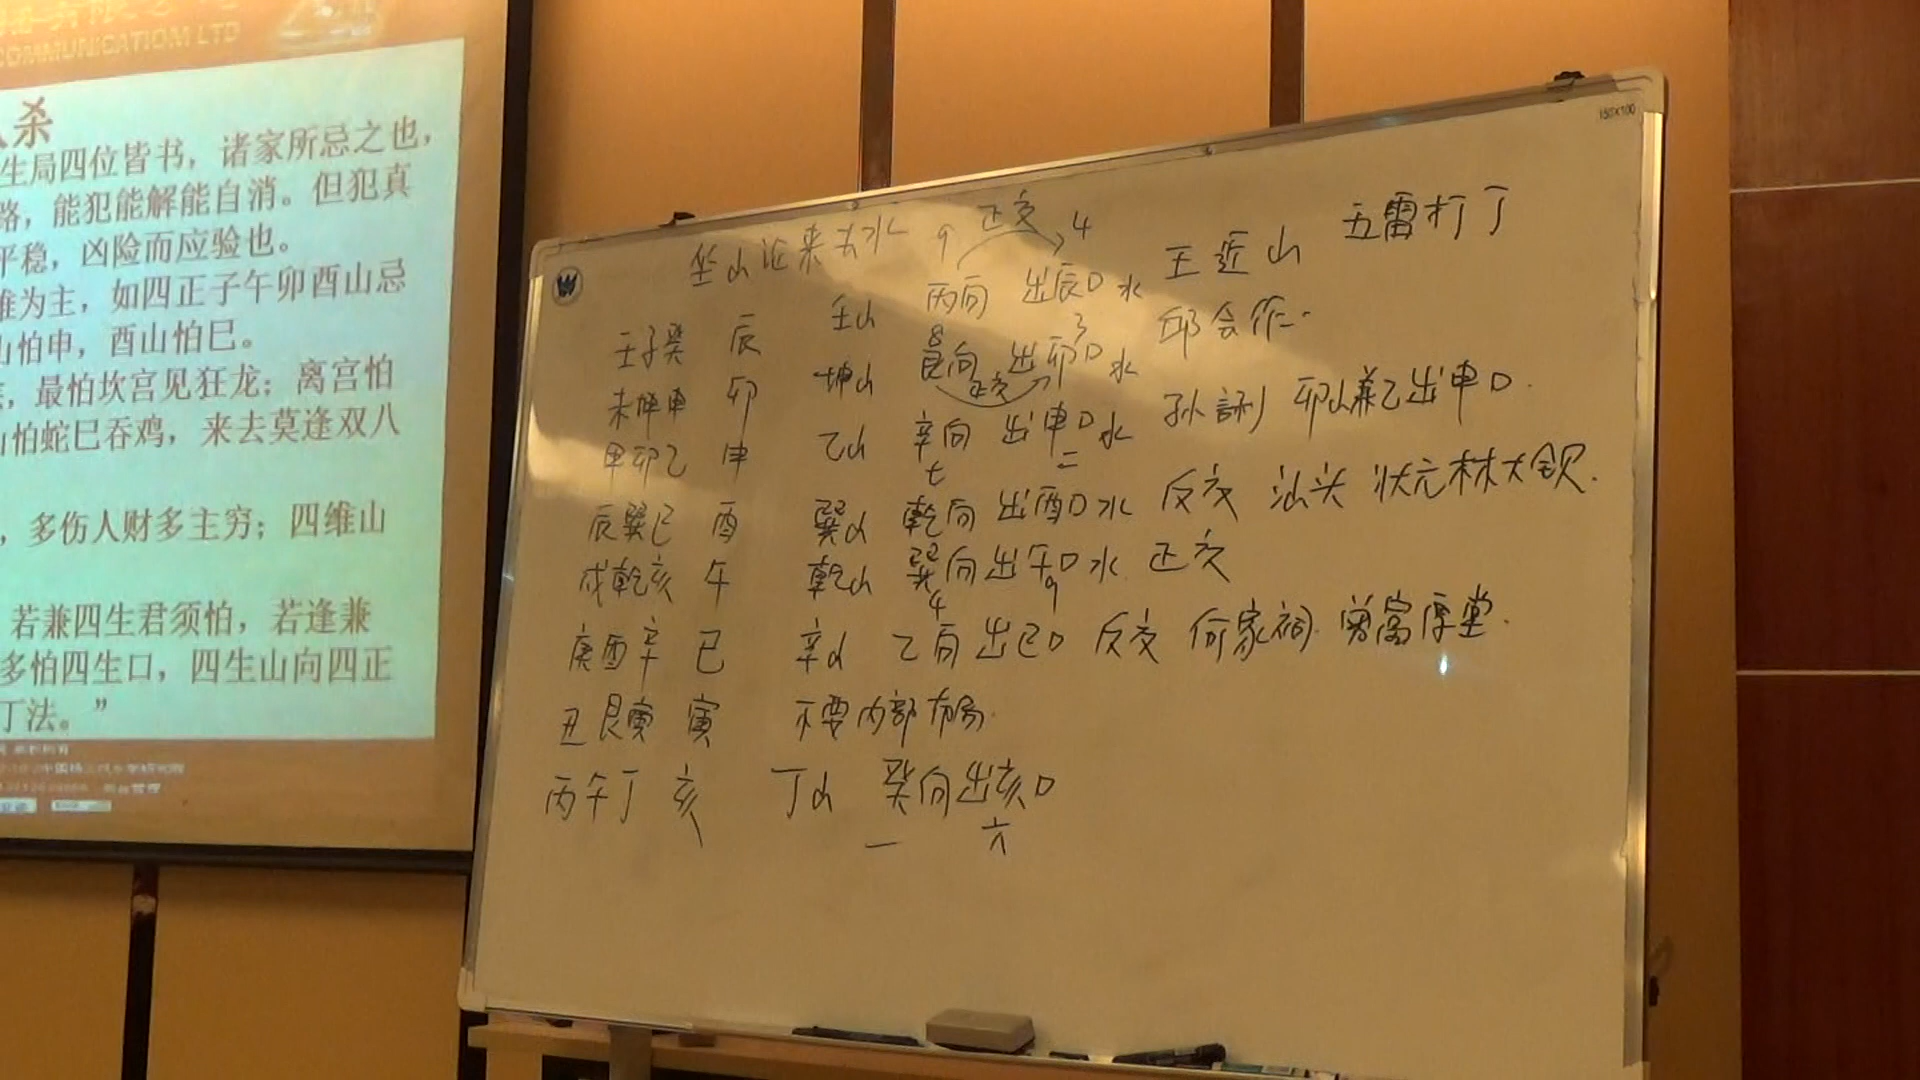 COMMUNICATIOM LTD
杀
生局四位皆书，诸家所忌之也，
路，能犯能解能自消。但犯真
平稳，凶险而应验也。
维为主，如四正子午卯酉山忌
山怕申，酉山怕巳。
，最怕坎宫见狂龙；离宫怕
山怕蛇巳吞鸡，来去莫逢双八
，多伤人财多主穷；四维山
若兼四生君须怕，若逢兼
多怕四生口，四生山向四正
丁法。”
150X100
坐山论来去水 9 正交 4 王近山 五雷打丁
壬子癸 辰 壬山 丙向 出辰口水 邱会作
8 3
未坤申 卯 坤山 艮向 出卯口水
正交
甲卯乙 申 乙山 辛向 出申口水 孙 卯山兼乙出申口.
七 二
辰巽巳 酉 巽山 乾向 出酉口水 反交 汕头 状元林大钦.
戌乾亥 午 乾山 巽向 出午口水 正交
4 9
庚酉辛 巳 辛山 乙向 出巳口 反交 何家祠. 富厚堂.
丑艮寅 寅 不要内部布局.
丙午丁 亥 丁山 癸向 出亥口
一 六